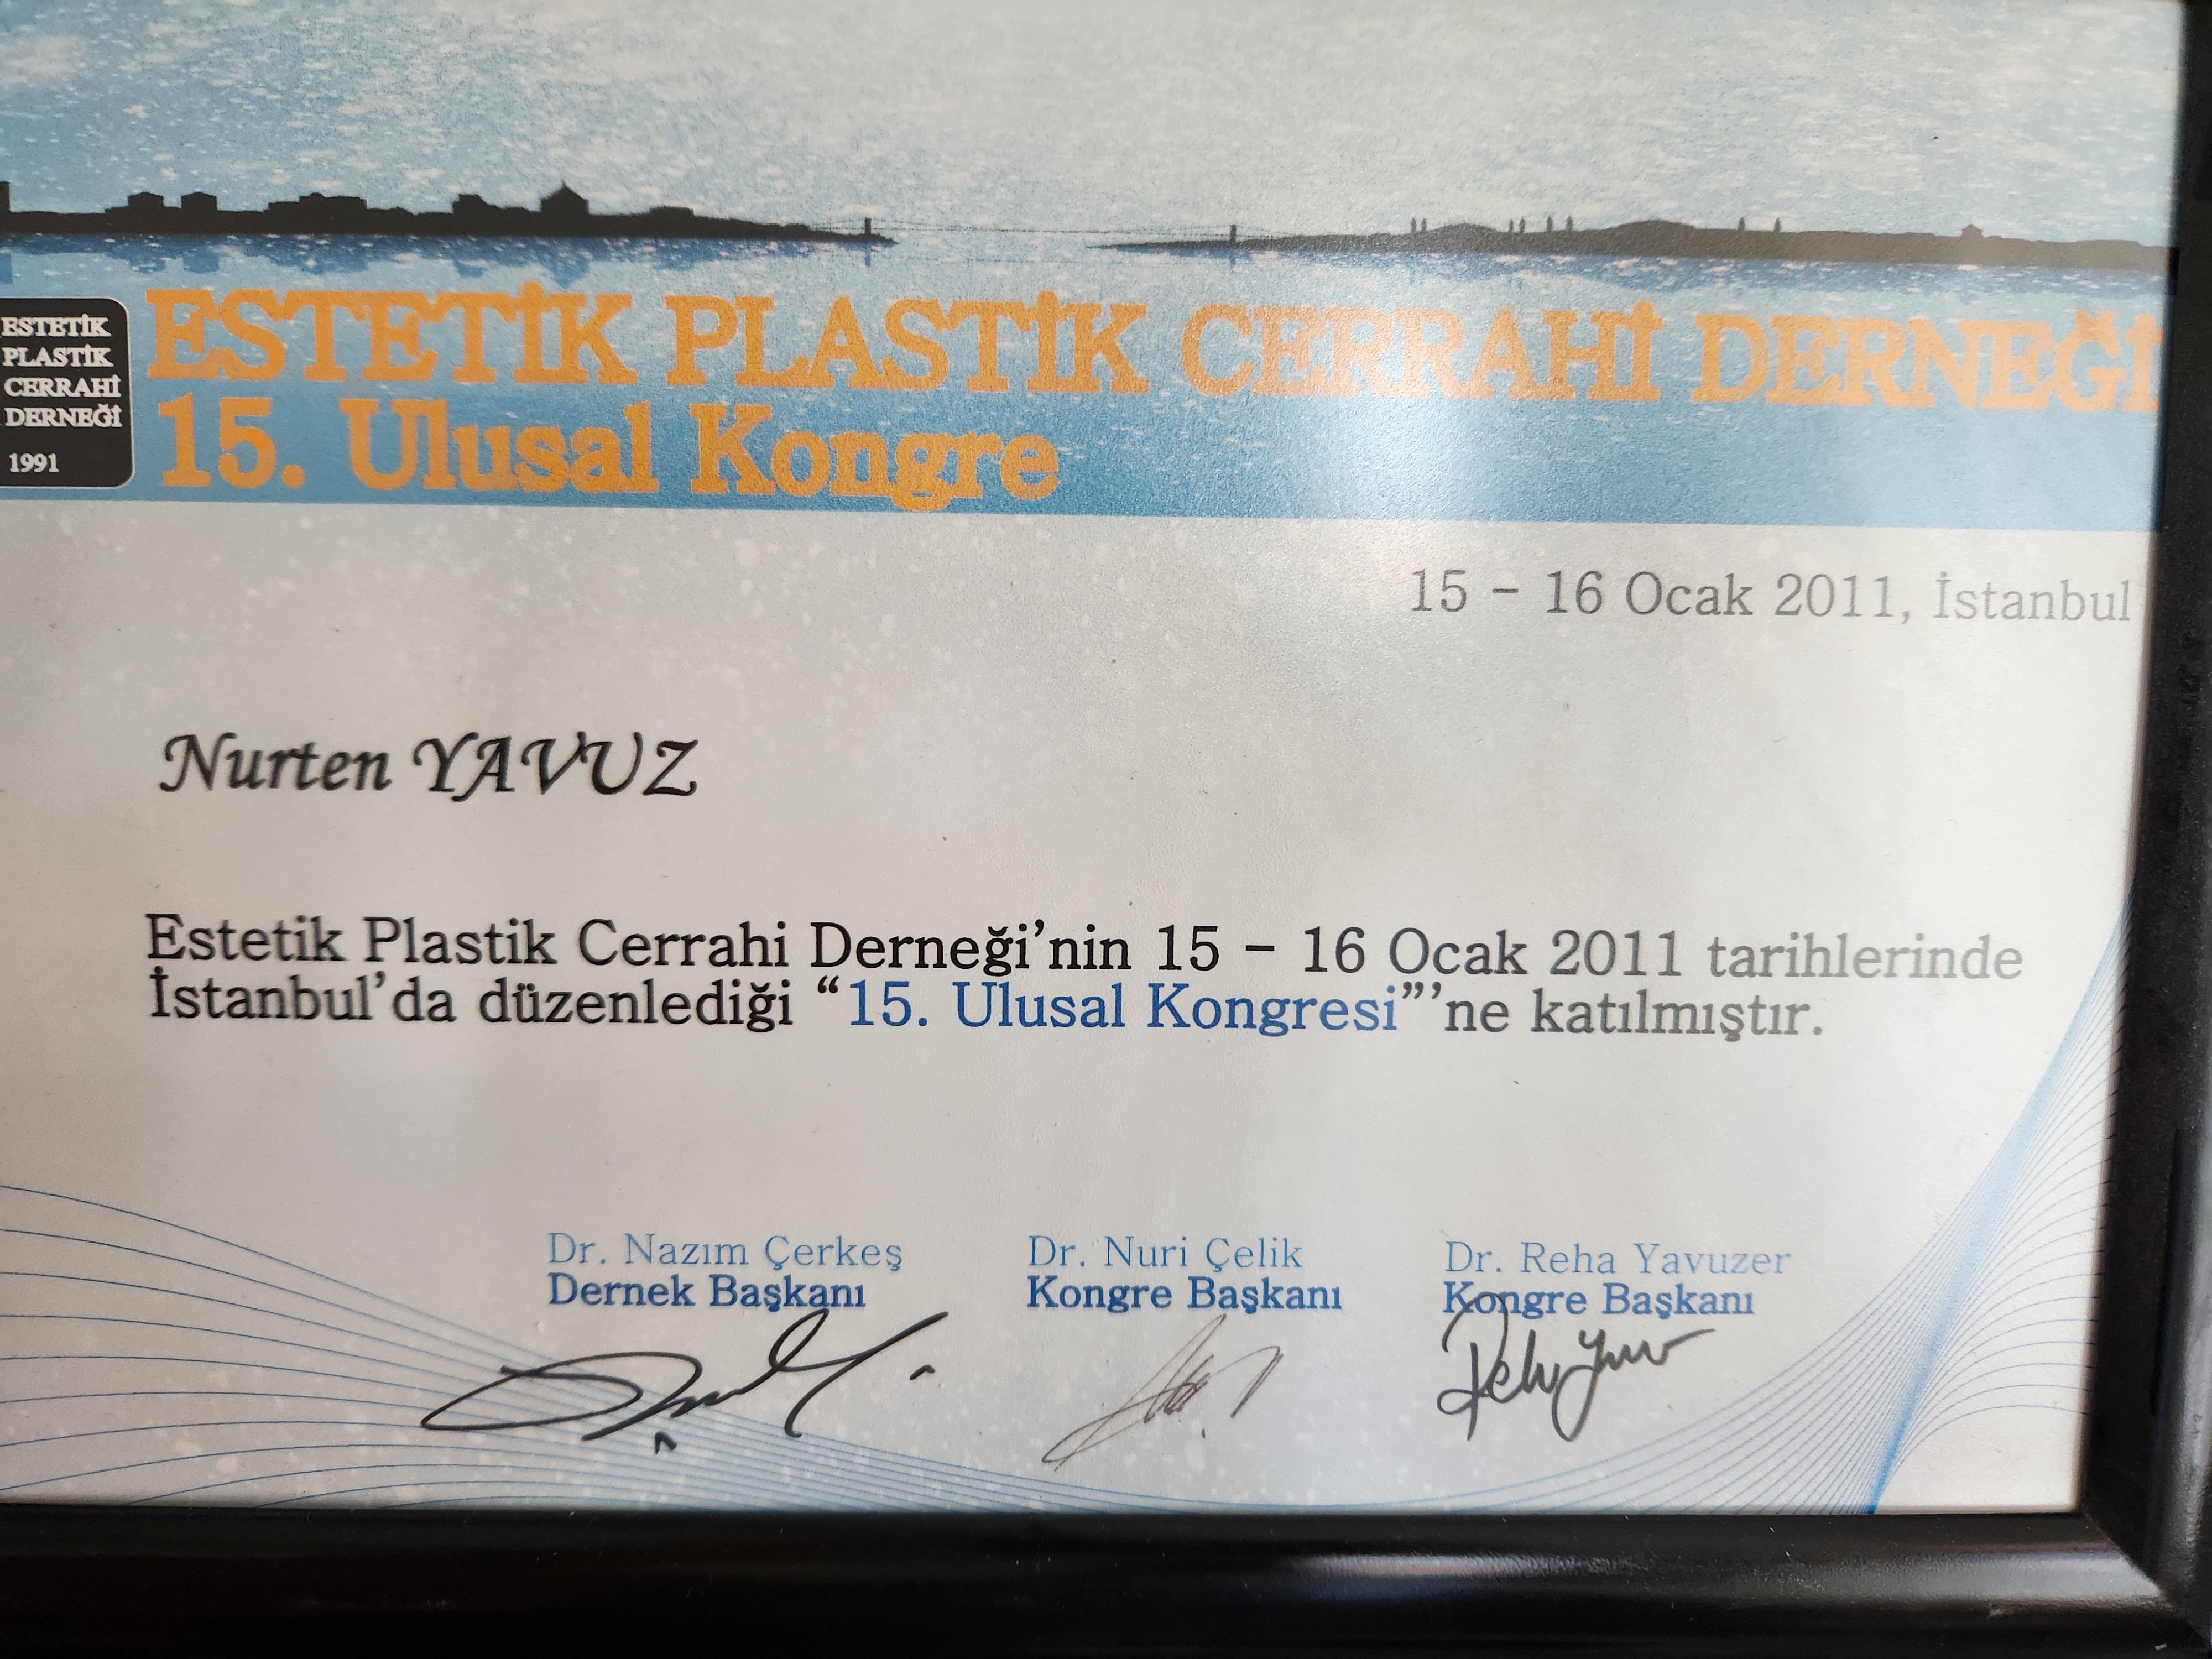 ESTETİK
PLASTİK
CERRAHİ
DERNEĞİ
1991
ESTETİK PLASTİK CERRAHİ DERNEĞİ
15. Ulusal Kongre
15 - 16 Ocak 2011, İstanbul
Nurten YAVUZ
Estetik Plastik Cerrahi Derneği'nin 15 - 16 Ocak 2011 tarihlerinde
İstanbul'da düzenlediği “15. Ulusal Kongresi”'ne katılmıştır.
Dr. Nazım Çerkeş
Dernek Başkanı
Dr. Nuri Çelik
Kongre Başkanı
Dr. Reha Yavuzer
Kongre Başkanı